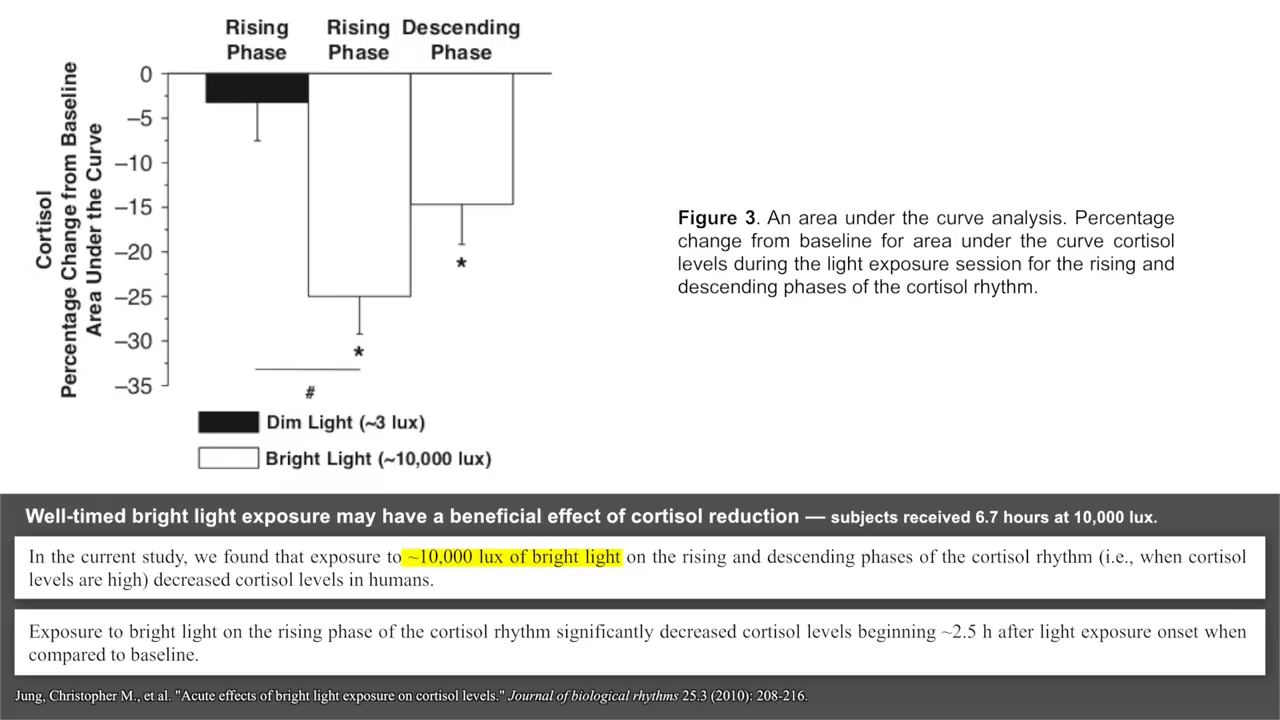 Rising Phase
Rising Phase
Descending Phase
Cortisol
Percentage Change from Baseline
Area Under the Curve
0
–5
–10
–15
–20
–25
–30
–35
*
*
#
Dim Light (~3 lux)
Bright Light (~10,000 lux)
Figure 3. An area under the curve analysis. Percentage
change from baseline for area under the curve cortisol
levels during the light exposure session for the rising and
descending phases of the cortisol rhythm.
Well-timed bright light exposure may have a beneficial effect of cortisol reduction — subjects received 6.7 hours at 10,000 lux.
In the current study, we found that exposure to ~10,000 lux of bright light on the rising and descending phases of the cortisol rhythm (i.e., when cortisol
levels are high) decreased cortisol levels in humans.
Exposure to bright light on the rising phase of the cortisol rhythm significantly decreased cortisol levels beginning ~2.5 h after light exposure onset when
compared to baseline.
Jung, Christopher M., et al. "Acute effects of bright light exposure on cortisol levels." Journal of biological rhythms 25.3 (2010): 208-216.